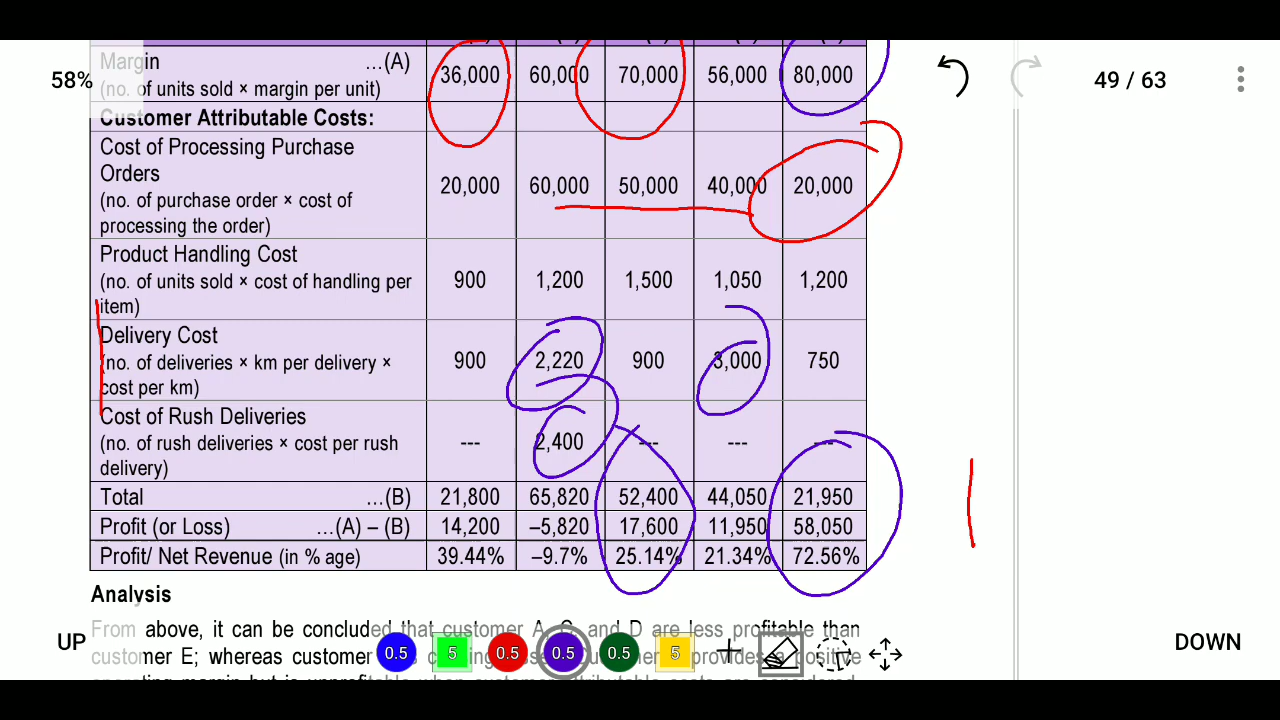 58%
49 / 63
Margin …(A)
(no. of units sold × margin per unit)
36,000 60,000 70,000 56,000 80,000
Customer Attributable Costs:
Cost of Processing Purchase
Orders
(no. of purchase order × cost of
processing the order)
20,000 60,000 50,000 40,000 20,000
Product Handling Cost
(no. of units sold × cost of handling per
item)
900 1,200 1,500 1,050 1,200
Delivery Cost
(no. of deliveries × km per delivery ×
cost per km)
900 2,220 900 3,000 750
Cost of Rush Deliveries
(no. of rush deliveries × cost per rush
delivery)
--- 2,400 --- --- ---
Total …(B) 21,800 65,820 52,400 44,050 21,950
Profit (or Loss) …(A) – (B) 14,200 –5,820 17,600 11,950 58,050
Profit/ Net Revenue (in % age) 39.44% –9.7% 25.14% 21.34% 72.56%
Analysis
From above, it can be concluded that customer A, C and D are less profitable than
customer E; whereas customer provides a positive
UP
0.5 5 0.5 0.5 0.5 5
DOWN